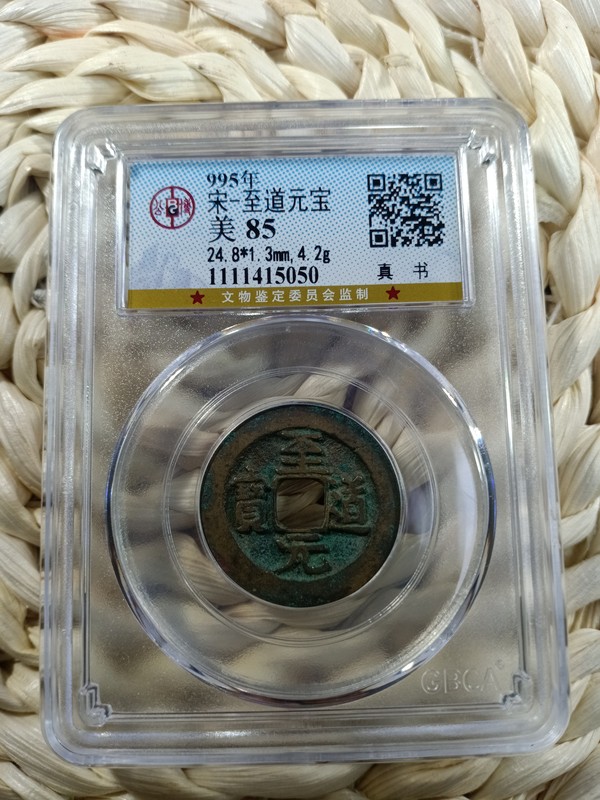 995年
宋-至道元宝
美 85
24.8*1.3mm,4.2g
1111415050
真 书
文物鉴定委员会监制
至
寶 道
元
GBCA